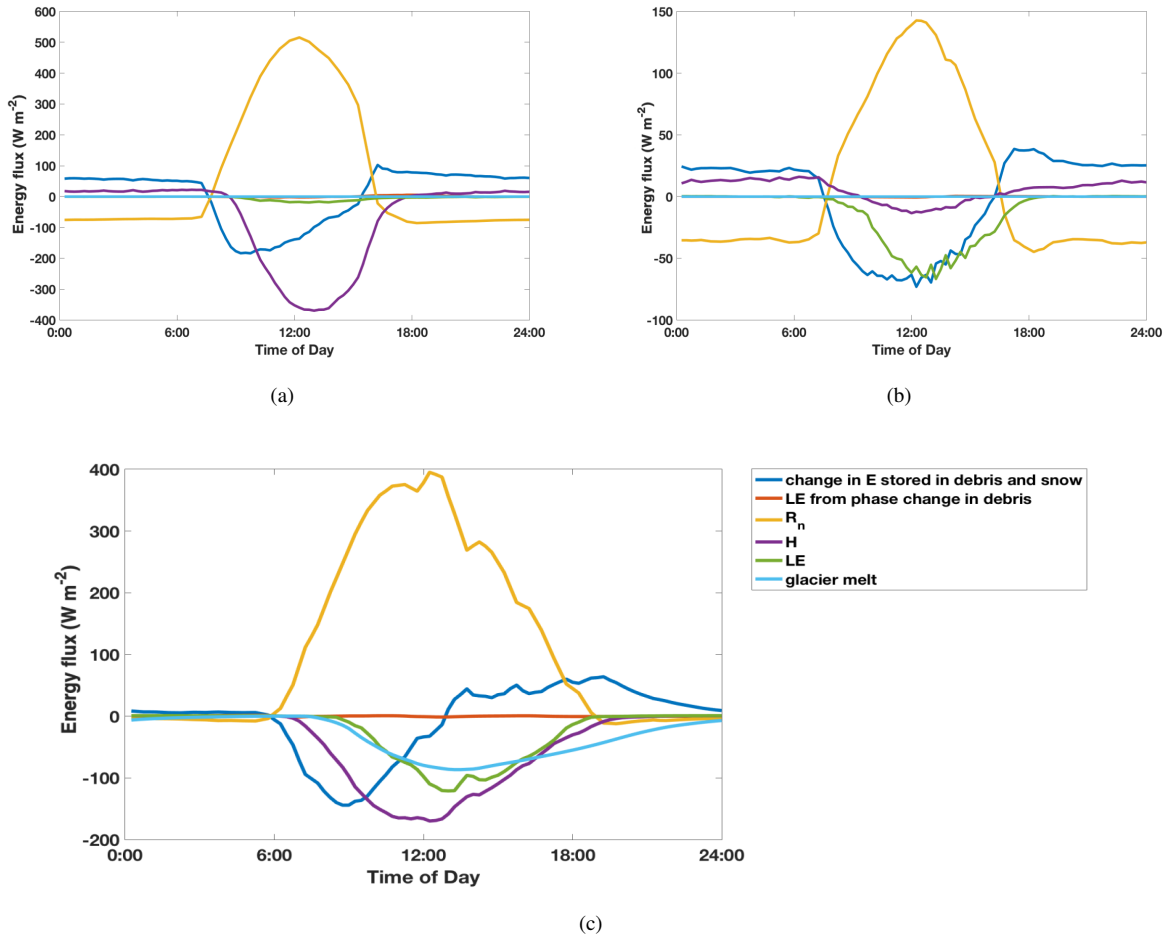 600
500
400
300
200
100
0
-100
-200
-300
-400
Energy flux (W m-2)
0:00 6:00 12:00 18:00 24:00
Time of Day
(a)
150
100
50
0
-50
-100
Energy flux (W m-2)
0:00 6:00 12:00 18:00 24:00
Time of Day
(b)
400
300
200
100
0
-100
-200
Energy flux (W m-2)
0:00 6:00 12:00 18:00 24:00
Time of Day
change in E stored in debris and snow
LE from phase change in debris
Rn
H
LE
glacier melt
(c)